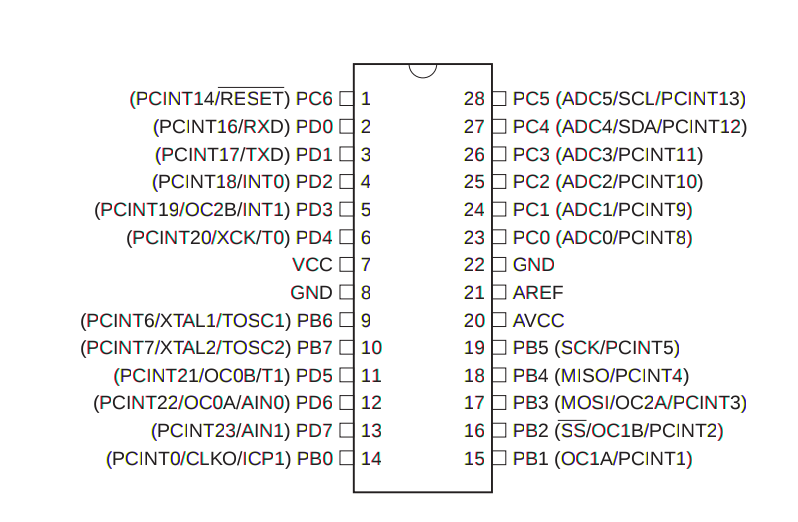 (PCINT14/RESET) PC6 1 28 PC5 (ADC5/SCL/PCINT13)
(PCINT16/RXD) PD0 2 27 PC4 (ADC4/SDA/PCINT12)
(PCINT17/TXD) PD1 3 26 PC3 (ADC3/PCINT11)
(PCINT18/INT0) PD2 4 25 PC2 (ADC2/PCINT10)
(PCINT19/OC2B/INT1) PD3 5 24 PC1 (ADC1/PCINT9)
(PCINT20/XCK/T0) PD4 6 23 PC0 (ADC0/PCINT8)
VCC 7 22 GND
GND 8 21 AREF
(PCINT6/XTAL1/TOSC1) PB6 9 20 AVCC
(PCINT7/XTAL2/TOSC2) PB7 10 19 PB5 (SCK/PCINT5)
(PCINT21/OC0B/T1) PD5 11 18 PB4 (MISO/PCINT4)
(PCINT22/OC0A/AIN0) PD6 12 17 PB3 (MOSI/OC2A/PCINT3)
(PCINT23/AIN1) PD7 13 16 PB2 (SS/OC1B/PCINT2)
(PCINT0/CLKO/ICP1) PB0 14 15 PB1 (OC1A/PCINT1)